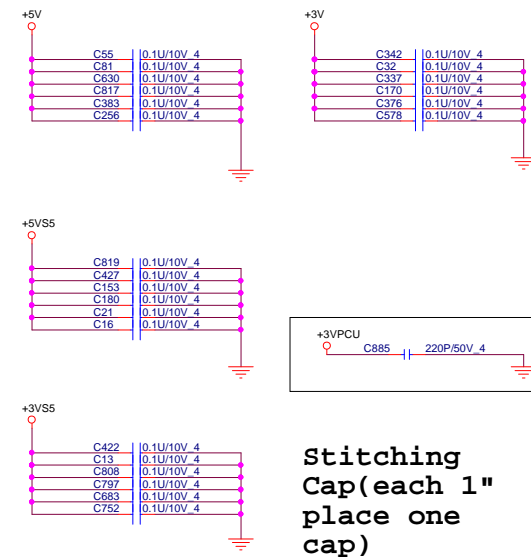 +5V
C55 0.1U/10V_4
C81 0.1U/10V_4
C630 0.1U/10V_4
C817 0.1U/10V_4
C383 0.1U/10V_4
C256 0.1U/10V_4
+3V
C342 0.1U/10V_4
C32 0.1U/10V_4
C337 0.1U/10V_4
C170 0.1U/10V_4
C376 0.1U/10V_4
C578 0.1U/10V_4
+5VS5
C819 0.1U/10V_4
C427 0.1U/10V_4
C153 0.1U/10V_4
C180 0.1U/10V_4
C21 0.1U/10V_4
C16 0.1U/10V_4
+3VPCU
C885 220P/50V_4
+3VS5
C422 0.1U/10V_4
C13 0.1U/10V_4
C808 0.1U/10V_4
C797 0.1U/10V_4
C683 0.1U/10V_4
C752 0.1U/10V_4
Stitching
Cap(each 1"
place one
cap)